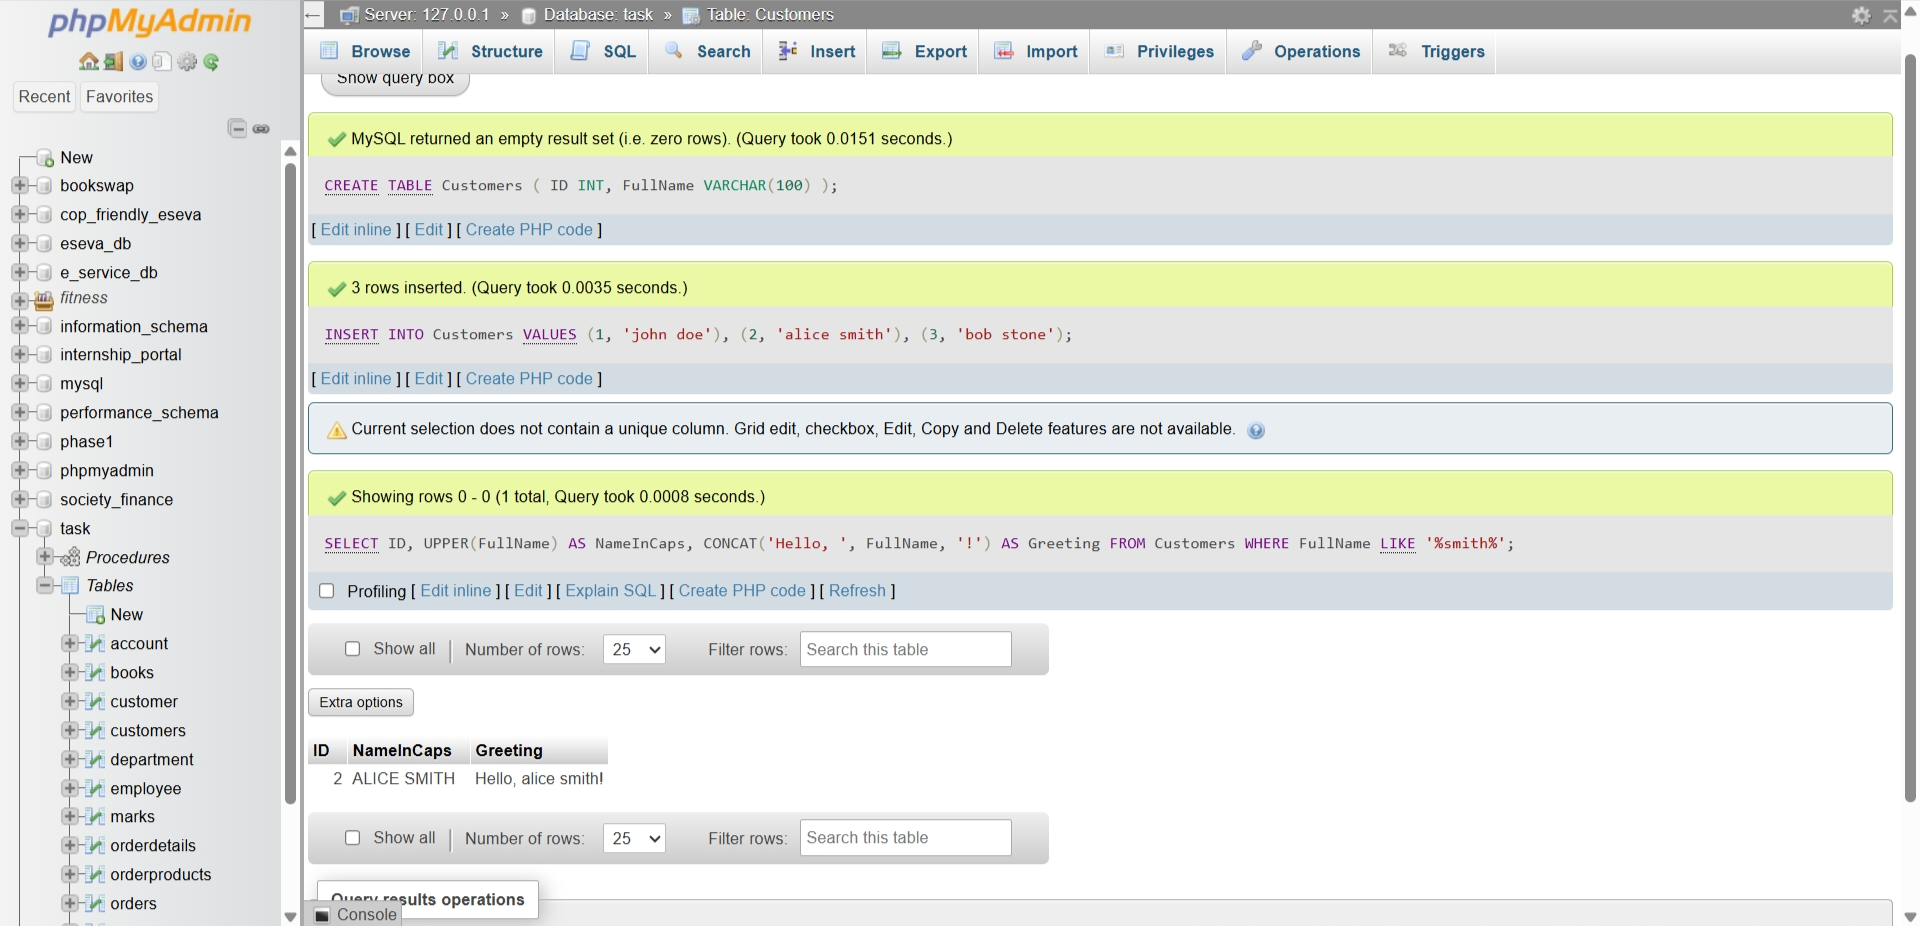 phpMyAdmin
Recent
Favorites
New
bookswap
cop_friendly_eseva
eseva_db
e_service_db
fitness
information_schema
internship_portal
mysql
performance_schema
phase1
phpmyadmin
society_finance
task
Procedures
Tables
New
account
books
customer
customers
department
employee
marks
orderdetails
orderproducts
orders
Server: 127.0.0.1 » Database: task » Table: Customers
Browse Structure SQL Search Insert Export Import Privileges Operations Triggers
Show query box
MySQL returned an empty result set (i.e. zero rows). (Query took 0.0151 seconds.)
CREATE TABLE Customers ( ID INT, FullName VARCHAR(100) );
[ Edit inline ] [ Edit ] [ Create PHP code ]
3 rows inserted. (Query took 0.0035 seconds.)
INSERT INTO Customers VALUES (1, 'john doe'), (2, 'alice smith'), (3, 'bob stone');
[ Edit inline ] [ Edit ] [ Create PHP code ]
Current selection does not contain a unique column. Grid edit, checkbox, Edit, Copy and Delete features are not available.
Showing rows 0 - 0 (1 total, Query took 0.0008 seconds.)
SELECT ID, UPPER(FullName) AS NameInCaps, CONCAT('Hello, ', FullName, '!') AS Greeting FROM Customers WHERE FullName LIKE '%smith%';
Profiling [ Edit inline ] [ Edit ] [ Explain SQL ] [ Create PHP code ] [ Refresh ]
Show all | Number of rows: 25 Filter rows: Search this table
Extra options
ID NameInCaps Greeting
2 ALICE SMITH Hello, alice smith!
Show all | Number of rows: 25 Filter rows: Search this table
Query results operations
Console